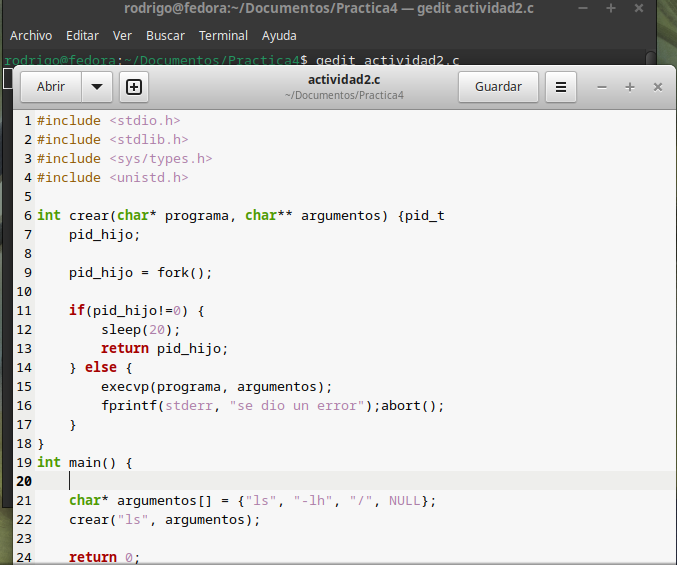 rodrigo@fedora:~/Documentos/Practica4 — gedit actividad2.c
Archivo Editar Ver Buscar Terminal Ayuda
rodrigo@fedora:~/Documentos/Practica4$ gedit actividad2.c
Abrir
actividad2.c
~/Documentos/Practica4
Guardar
1 #include <stdio.h>
2 #include <stdlib.h>
3 #include <sys/types.h>
4 #include <unistd.h>
5
6 int crear(char* programa, char** argumentos) {pid_t
7     pid_hijo;
8
9     pid_hijo = fork();
10
11     if(pid_hijo!=0) {
12         sleep(20);
13         return pid_hijo;
14     } else {
15         execvp(programa, argumentos);
16         fprintf(stderr, "se dio un error");abort();
17     }
18 }
19 int main() {
20
21     char* argumentos[] = {"ls", "-lh", "/", NULL};
22     crear("ls", argumentos);
23
24     return 0;